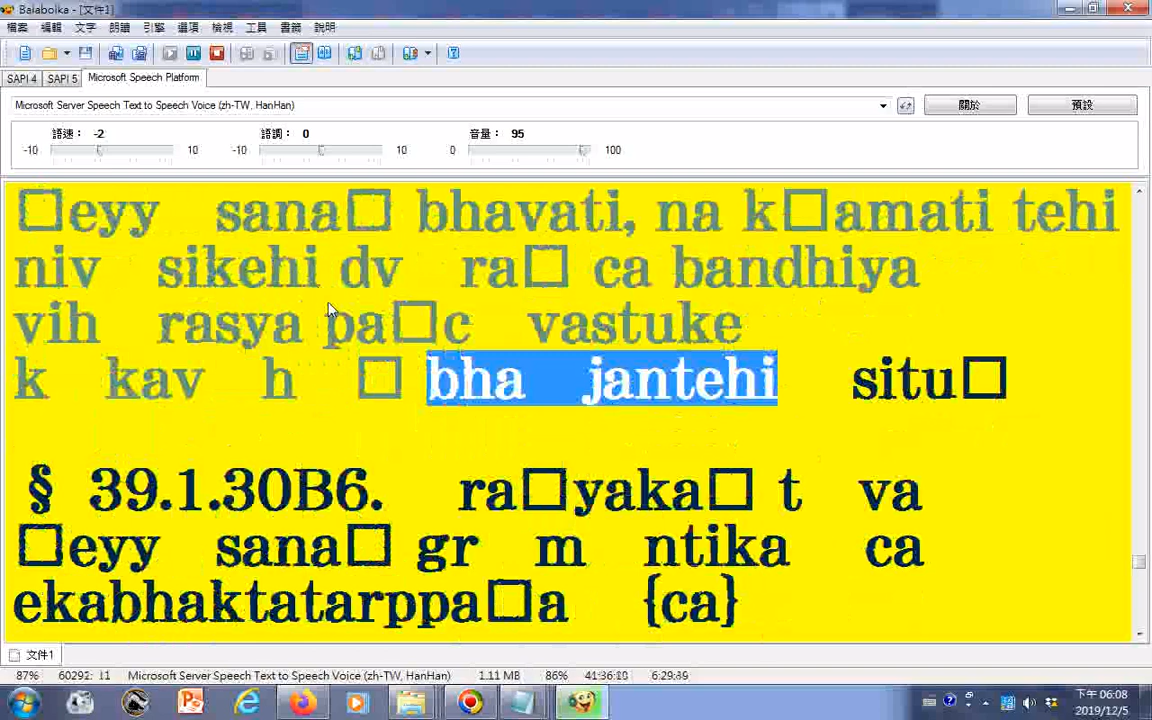 Balabolka - [文件1]
檔案 編輯 文字 朗讀 引擎 選項 檢視 工具 書籤 說明
SAPI 4 SAPI 5 Microsoft Speech Platform
Microsoft Server Speech Text to Speech Voice (zh-TW, HanHan) 關於 預設
語速： -2 語調： 0 音量： 95
-10 10 -10 10 0 100
□eyy sana□ bhavati, na k□amati tehi
niv sikehi dv ra□ ca bandhiya
vih rasya pa□c vastuke
k kav h □ bha jantehi situ□
§ 39.1.30B6. ra□yaka□ t va
□eyy sana□ gr m ntika ca
ekabhaktatarppa□a {ca}
文件1
87% 60292: 11 Microsoft Server Speech Text to Speech Voice (zh-TW, HanHan) 1.11 MB 86% 41:36:18 6:29:39
下午 06:08
2019/12/5